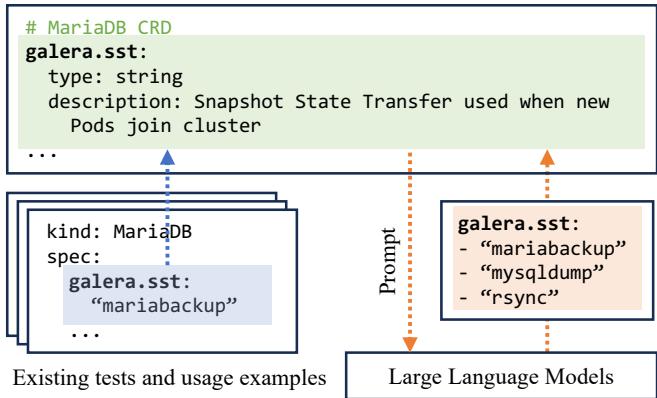 # MariaDB CRD
galera.sst:
type: string
description: Snapshot State Transfer used when new
Pods join cluster
...
kind: MariaDB
spec:
galera.sst:
“mariabackup”
...
Existing tests and usage examples
Prompt
galera.sst:
- “mariabackup”
- “mysqldump”
- “rsync”
Large Language Models